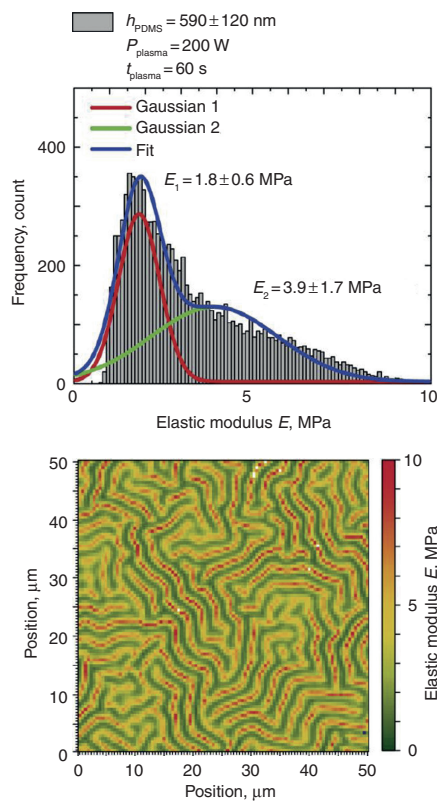 h_PDMS = 590 ± 120 nm
P_plasma = 200 W
t_plasma = 60 s
Gaussian 1
Gaussian 2
Fit
E_1 = 1.8 ± 0.6 MPa
E_2 = 3.9 ± 1.7 MPa
Frequency, count
400
200
0
0 5 10
Elastic modulus E, MPa
Position, μm
50
40
30
20
10
0
0 10 20 30 40 50
Position, μm
10
5
0
Elastic modulus E, MPa